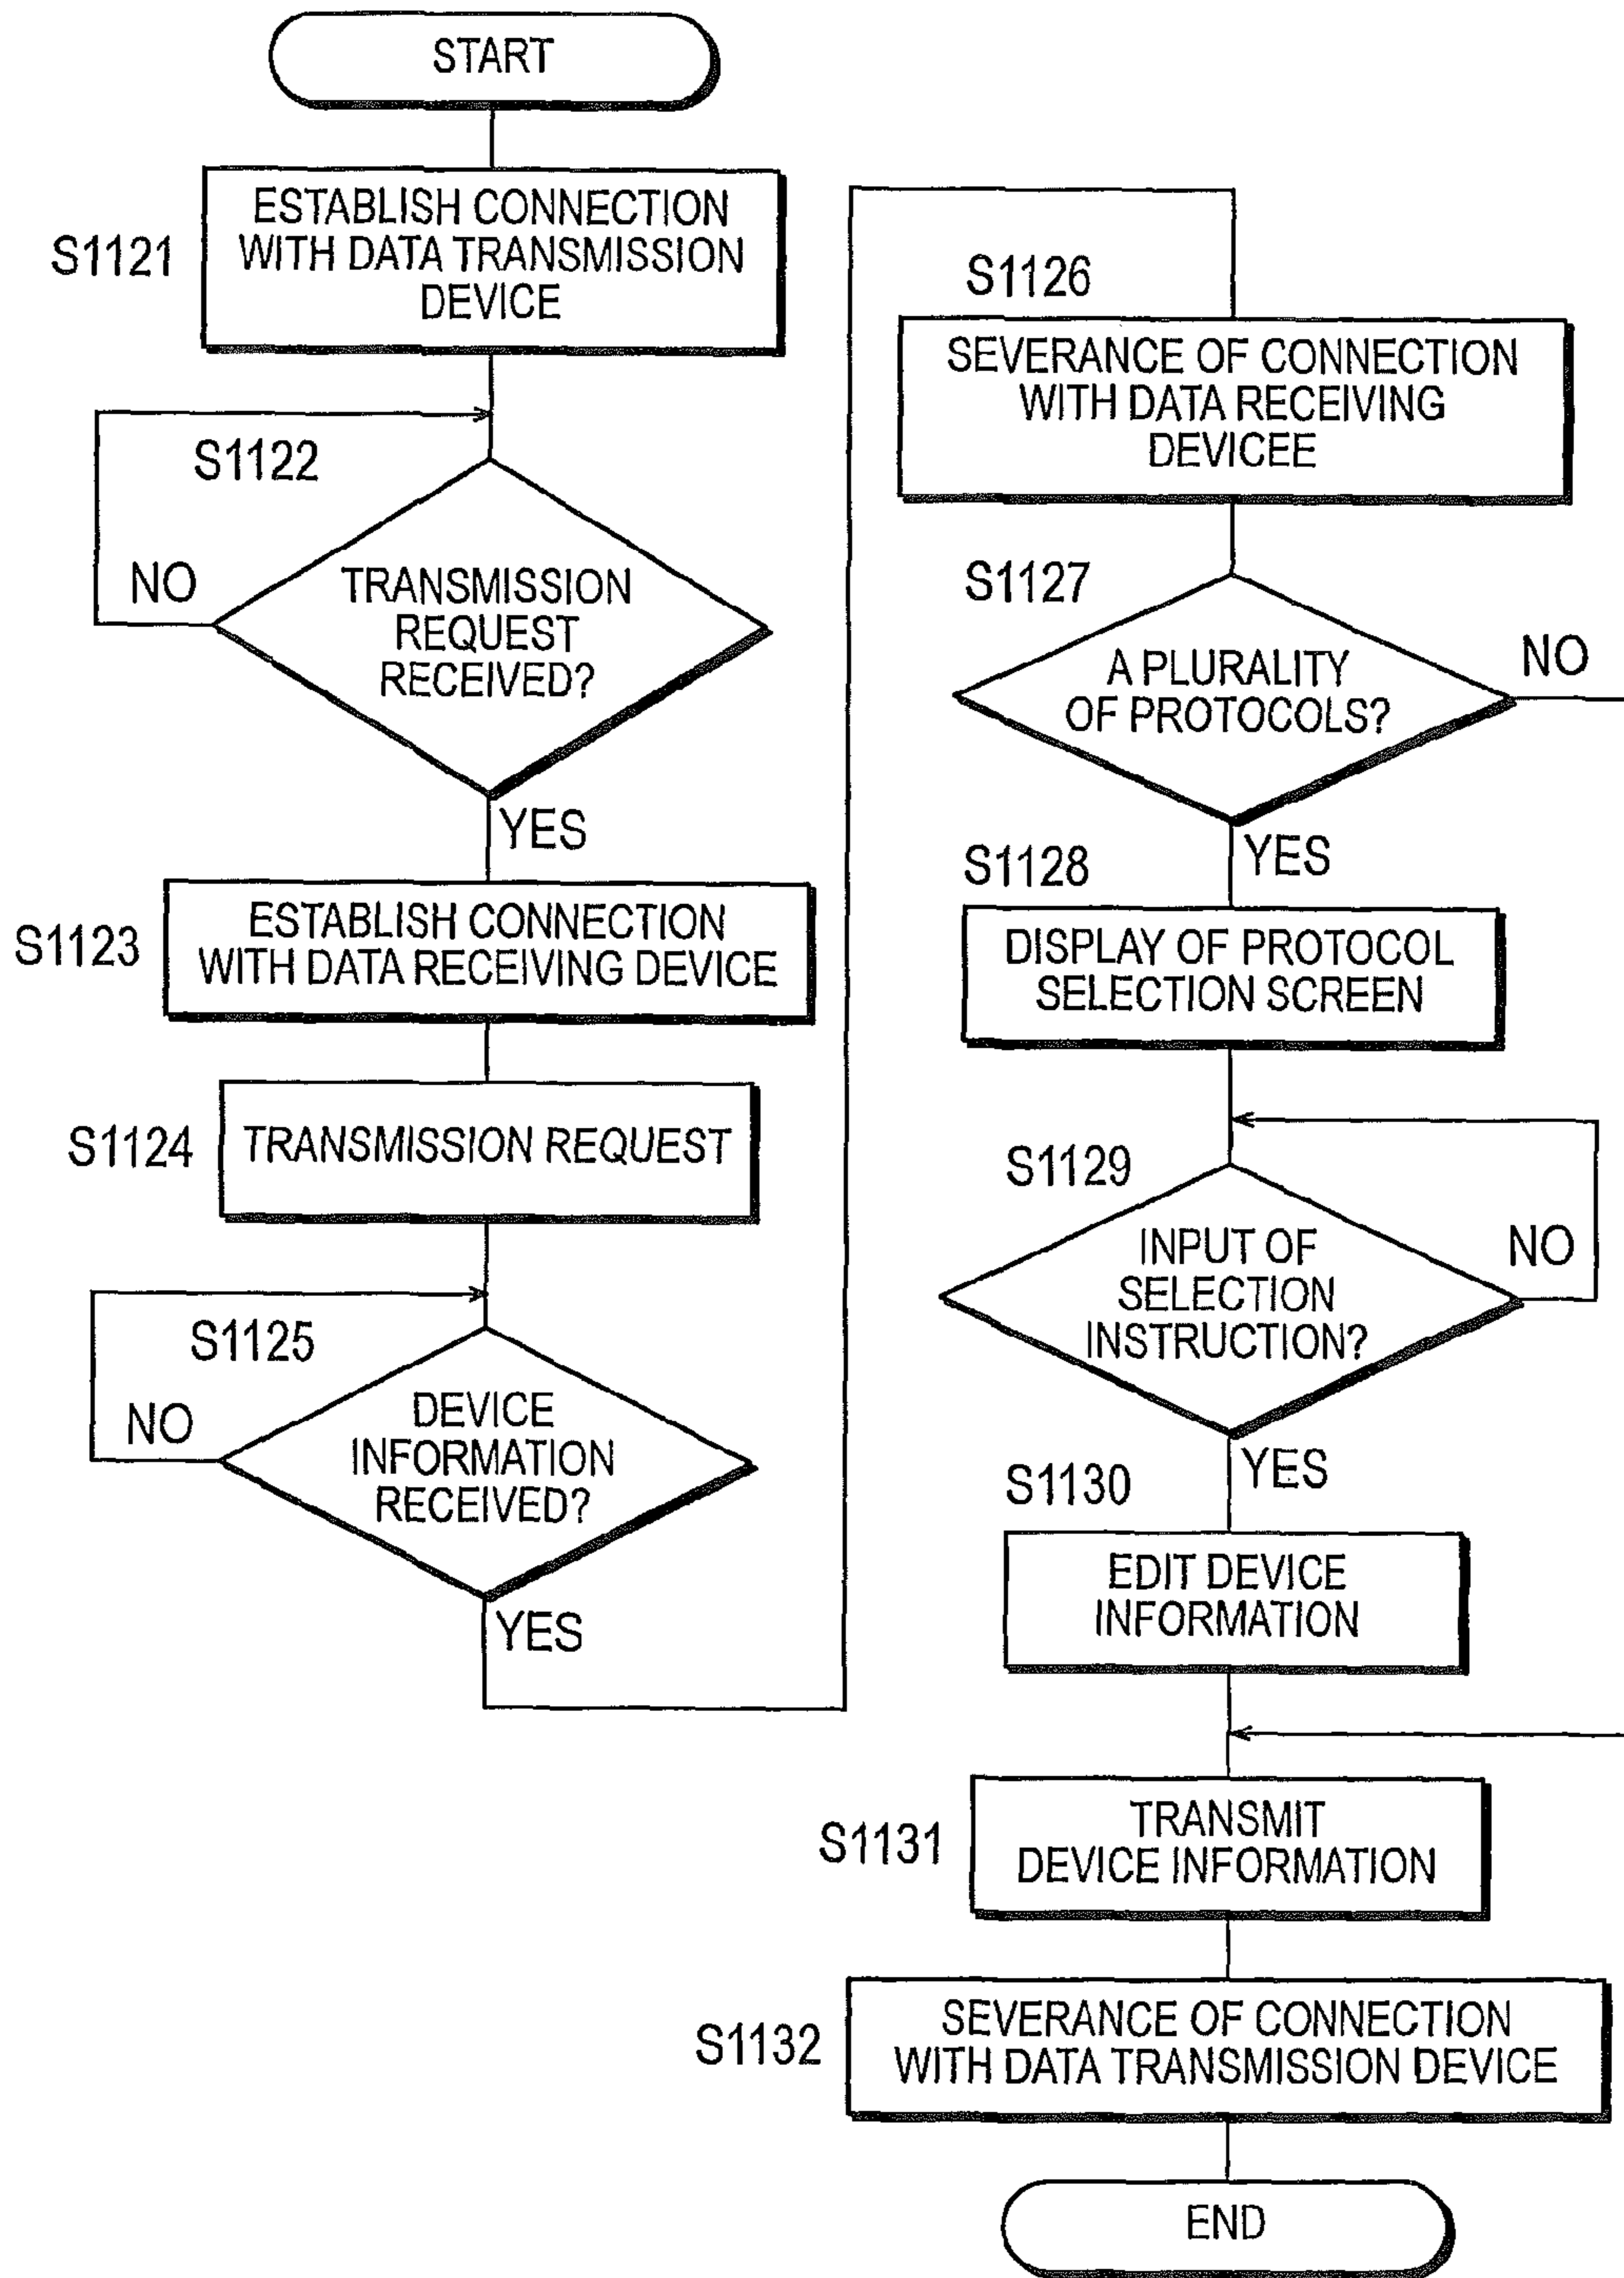 START
S1121
ESTABLISH CONNECTION
WITH DATA TRANSMISSION
DEVICE
S1122
NO
TRANSMISSION
REQUEST
RECEIVED?
YES
S1123
ESTABLISH CONNECTION
WITH DATA RECEIVING DEVICE
S1124
TRANSMISSION REQUEST
S1125
NO
DEVICE
INFORMATION
RECEIVED?
YES
S1126
SEVERANCE OF CONNECTION
WITH DATA RECEIVING
DEVICEE
S1127
A PLURALITY
OF PROTOCOLS?
NO
YES
S1128
DISPLAY OF PROTOCOL
SELECTION SCREEN
S1129
INPUT OF
SELECTION
INSTRUCTION?
NO
YES
S1130
EDIT DEVICE
INFORMATION
S1131
TRANSMIT
DEVICE INFORMATION
S1132
SEVERANCE OF CONNECTION
WITH DATA TRANSMISSION DEVICE
END